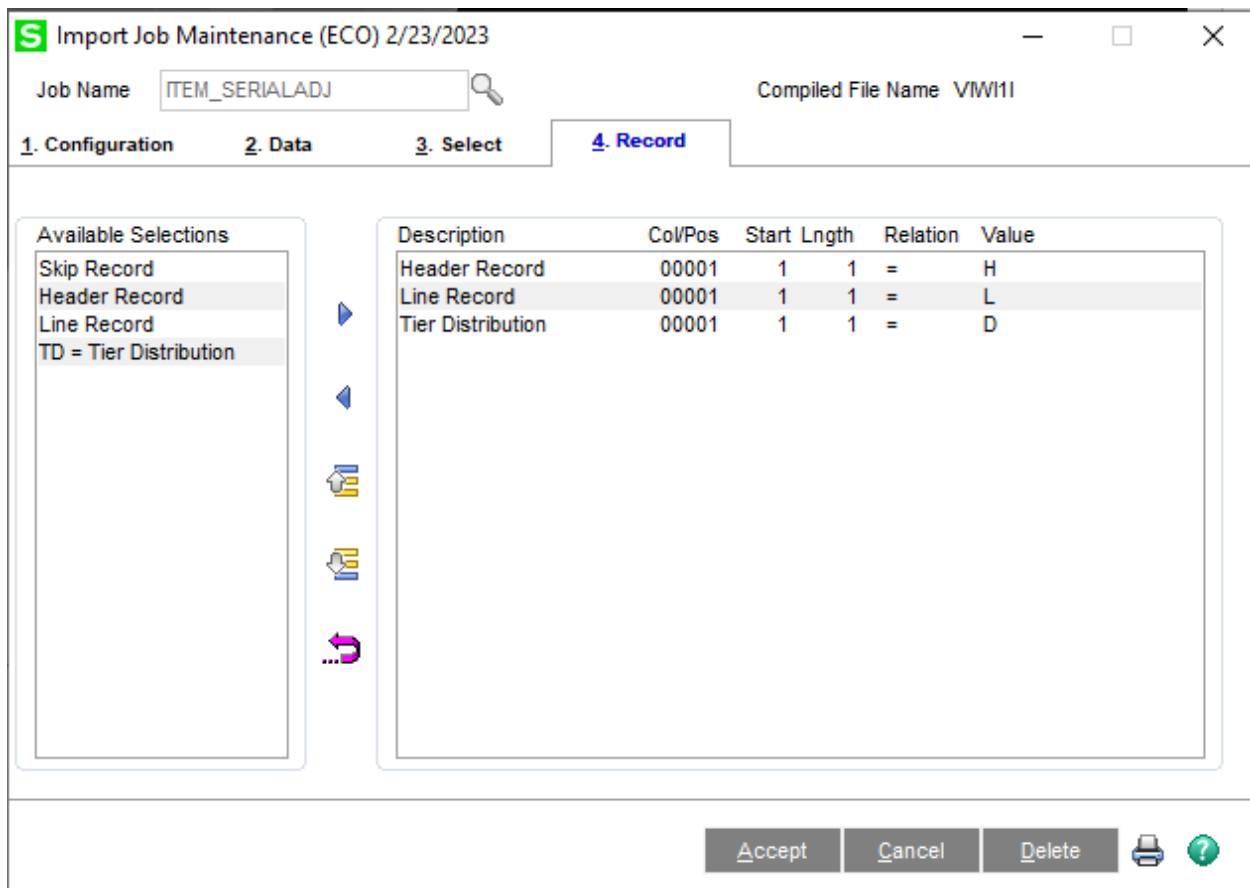 S Import Job Maintenance (ECO) 2/23/2023
Job Name ITEM_SERIALADJ Compiled File Name VIWI1I
1. Configuration 2. Data 3. Select 4. Record
Available Selections
Skip Record
Header Record
Line Record
TD = Tier Distribution
Description Col/Pos Start Lngth Relation Value
Header Record 00001 1 1 = H
Line Record 00001 1 1 = L
Tier Distribution 00001 1 1 = D
...
Accept Cancel Delete ?